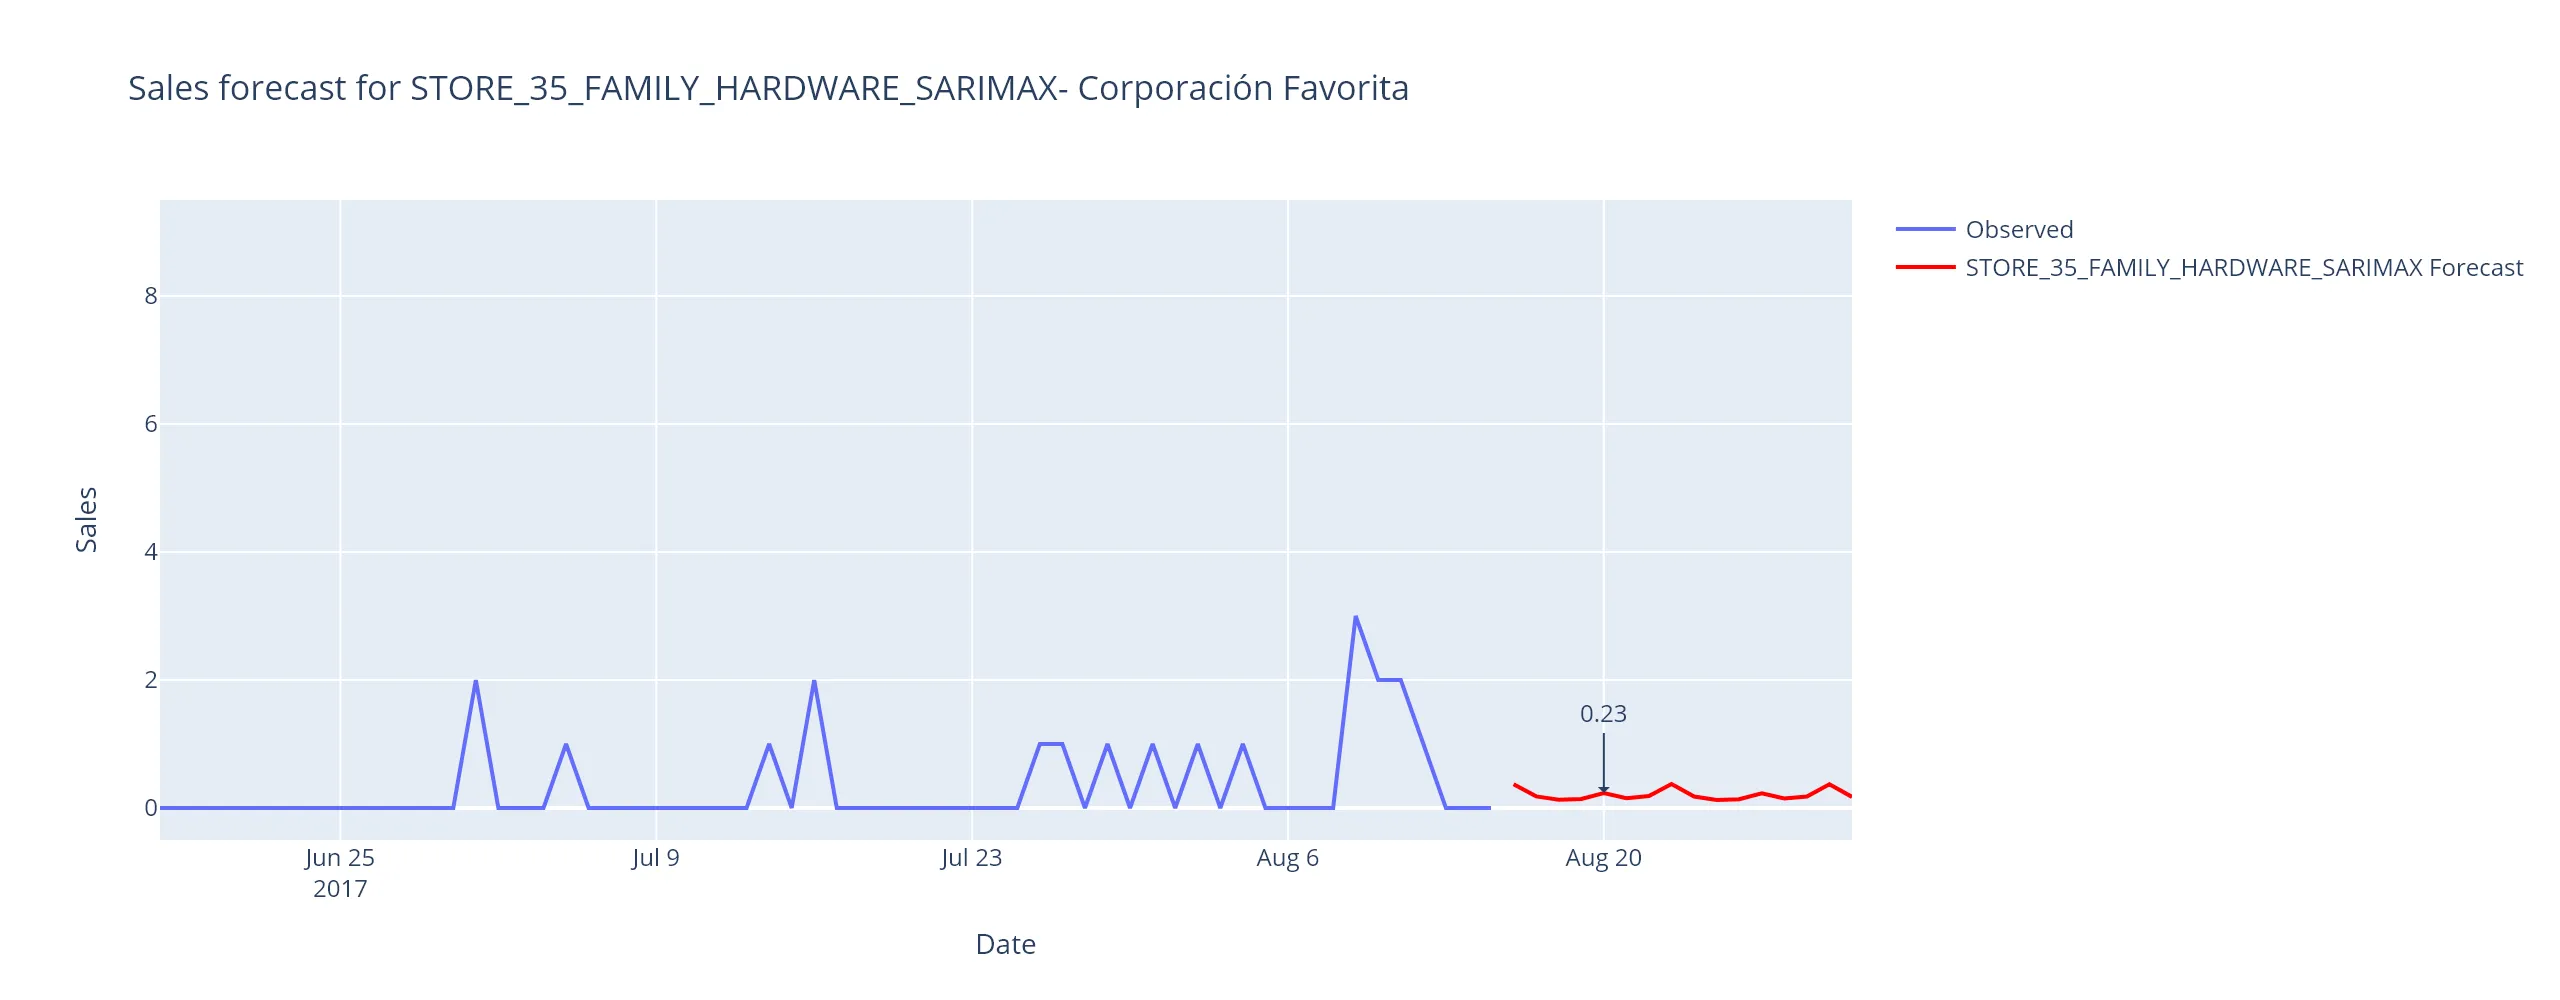 Sales forecast for STORE_35_FAMILY_HARDWARE_SARIMAX- Corporación Favorita
Observed
STORE_35_FAMILY_HARDWARE_SARIMAX Forecast
8
6
4
2
0
Sales
0.23
Jun 25
2017
Jul 9
Jul 23
Aug 6
Aug 20
Date